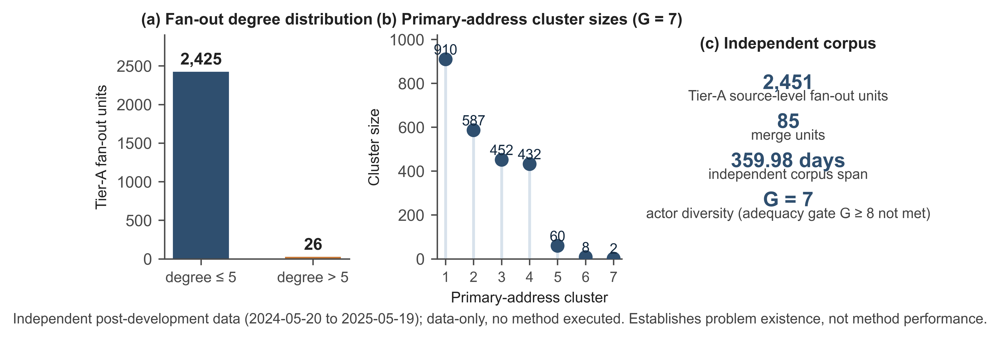 (a) Fan-out degree distribution
2,425
26
2500
2000
1500
1000
500
0
Tier-A fan-out units
degree ≤ 5
degree > 5
(b) Primary-address cluster sizes (G = 7)
1000
800
600
400
200
0
Cluster size
910
587
452
432
60
8
2
1
2
3
4
5
6
7
Primary-address cluster
(c) Independent corpus
2,451
Tier-A source-level fan-out units
85
merge units
359.98 days
independent corpus span
G = 7
actor diversity (adequacy gate G ≥ 8 not met)
Independent post-development data (2024-05-20 to 2025-05-19); data-only, no method executed. Establishes problem existence, not method performance.